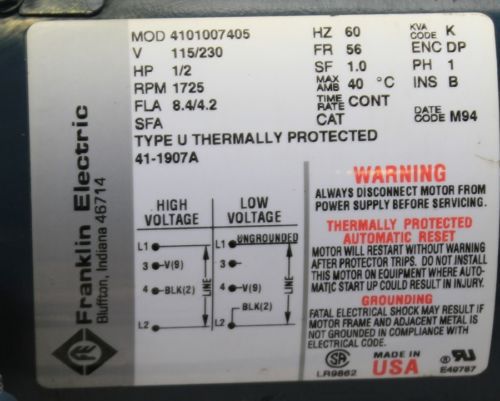 MOD 4101007405 HZ 60 KVA CODE K
V 115/230 FR 56 ENC DP
HP 1/2 SF 1.0 PH 1
RPM 1725 MAX AMB 40 °C INS B
FLA 8.4/4.2 TIME RATE CONT
SFA CAT DATE CODE M94
TYPE U THERMALLY PROTECTED
41-1907A
Franklin Electric
Bluffton, Indiana 46714
HIGH VOLTAGE
LOW VOLTAGE
L1
3 V(9)
4 BLK(2)
L2
LINE
L1 UNGROUNDED
3
4 V(9)
BLK(2)
L2
LINE
WARNING
ALWAYS DISCONNECT MOTOR FROM
POWER SUPPLY BEFORE SERVICING.
THERMALLY PROTECTED
AUTOMATIC RESET
MOTOR WILL RESTART WITHOUT WARNING
AFTER PROTECTOR TRIPS. DO NOT INSTALL
THIS MOTOR ON EQUIPMENT WHERE AUTO-
MATIC START UP COULD RESULT IN INJURY.
GROUNDING
FATAL ELECTRICAL SHOCK MAY RESULT IF
MOTOR FRAME AND ADJACENT METAL IS
NOT GROUNDED IN COMPLIANCE WITH
ELECTRICAL CODE.
SA
LR9862
MADE IN
USA
E49787